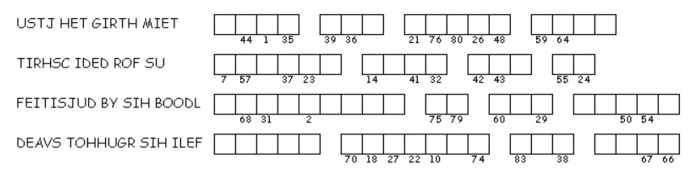 USTJ HET GIRTH MIET
44 1 35 39 36 21 76 80 26 48 59 64
TIRHSC IDED ROF SU
7 57 37 23 14 41 32 42 43 55 24
FEITISJUD BY SIH BOODL
68 31 2 75 79 60 29 50 54
DEAVS TOHHUGR SIH ILEF
70 18 27 22 10 74 83 38 67 66